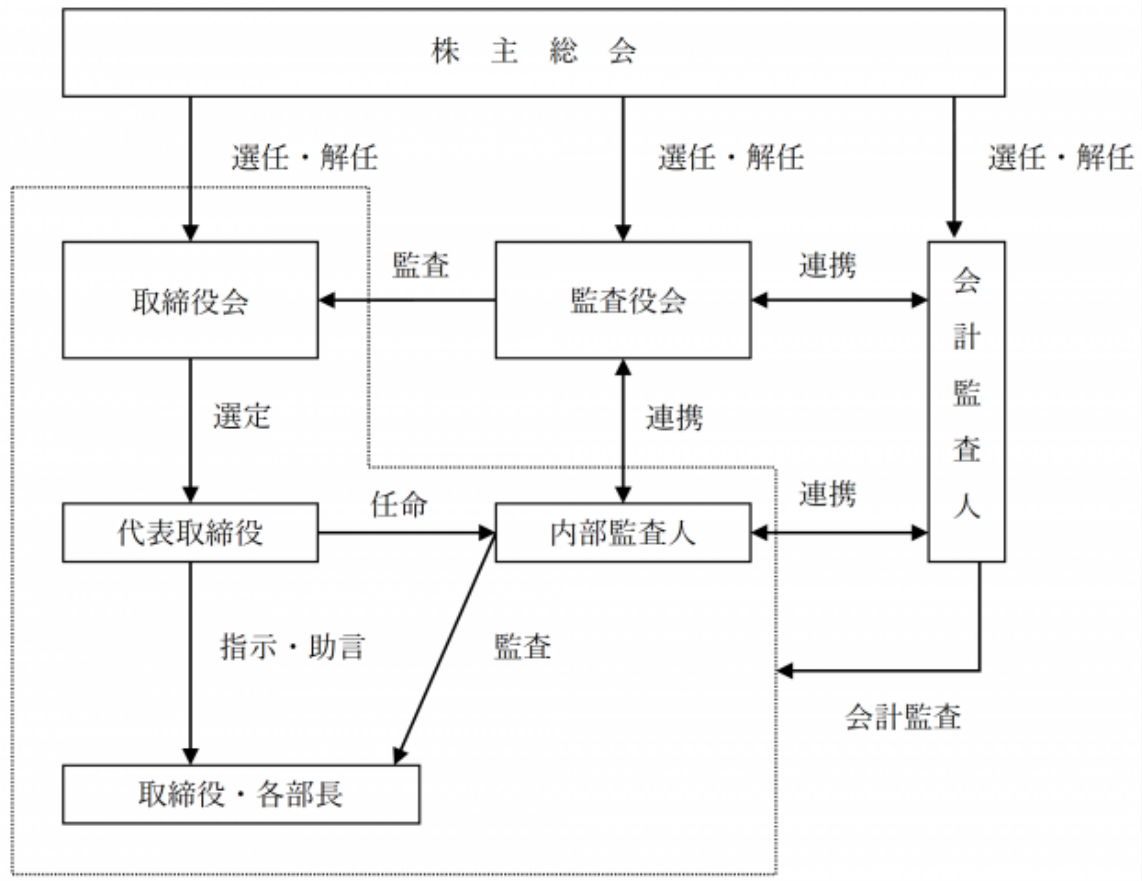 株主総会
選任・解任
選任・解任
選任・解任
監査
連携
取締役会
監査役会
会計監査人
選定
連携
連携
任命
代表取締役
内部監査人
指示・助言
監査
会計監査
取締役・各部長